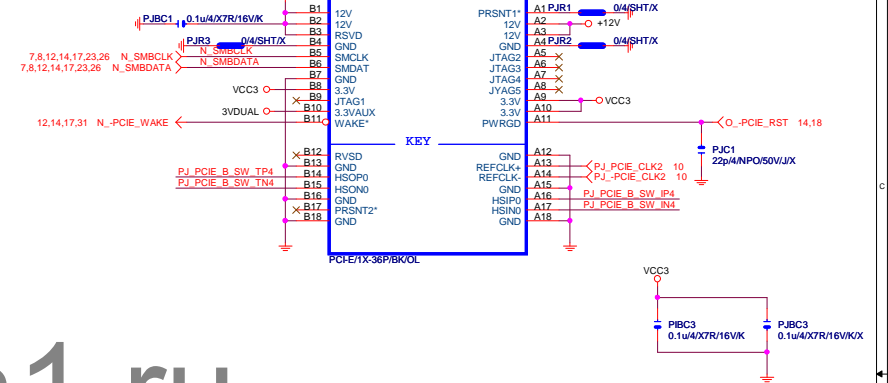 B1 12V PRSNT1* A1 PJR1 0/4/SHT/X
PJBC1 0.1u/4/X7R/16V/K B2 12V 12V A2 +12V
B3 RSVD 12V A3
PJR3 0/4/SHT/X B4 GND GND A4 PJR2 0/4/SHT/X
7,8,12,14,17,23,26 N_SMBCLK N_SMBCLK B5 SMCLK JTAG2 A5
7,8,12,14,17,23,26 N_SMBDATA N_SMBDATA B6 SMDAT JTAG3 A6
B7 GND JTAG4 A7
VCC3 B8 3.3V JYAG5 A8
B9 JTAG1 3.3V A9 VCC3
3VDUAL B10 3.3VAUX 3.3V A10
12,14,17,31 N_-PCIE_WAKE B11 WAKE* PWRGD A11 O_-PCIE_RST 14,18
KEY
PJC1
22p/4/NPO/50V/J/X
B12 RVSD GND A12
B13 GND REFCLK+ A13 PJ_PCIE_CLK2 10
PJ_PCIE_B_SW_TP4 B14 HSOP0 REFCLK- A14 PJ_-PCIE_CLK2 10
PJ_PCIE_B_SW_TN4 B15 HSON0 GND A15
B16 GND HSIP0 A16 PJ_PCIE_B_SW_IP4
B17 PRSNT2* HSIN0 A17 PJ_PCIE_B_SW_IN4
B18 GND GND A18
C
PCI-E/1X-36P/BK/OL
VCC3
PIBC3
0.1u/4/X7R/16V/K
PJBC3
0.1u/4/X7R/16V/K/X